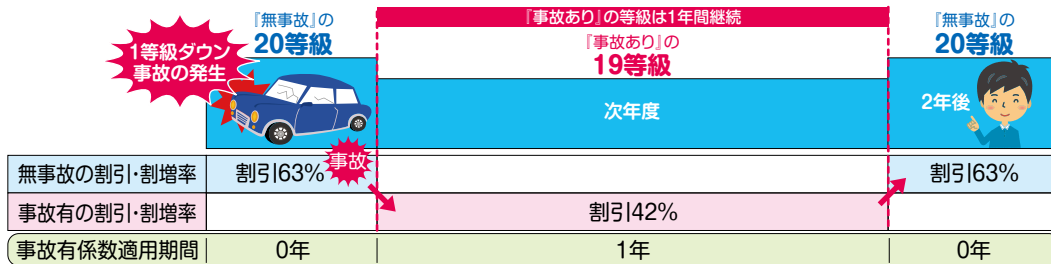 『無事故』の
20等級
1等級ダウン
事故の発生
『事故あり』の等級は1年間継続
『事故あり』の
19等級
次年度
『無事故』の
20等級
2年後
無事故の割引・割増率
割引63%
事故
割引63%
事故有の割引・割増率
割引42%
事故有係数適用期間
0年
1年
0年